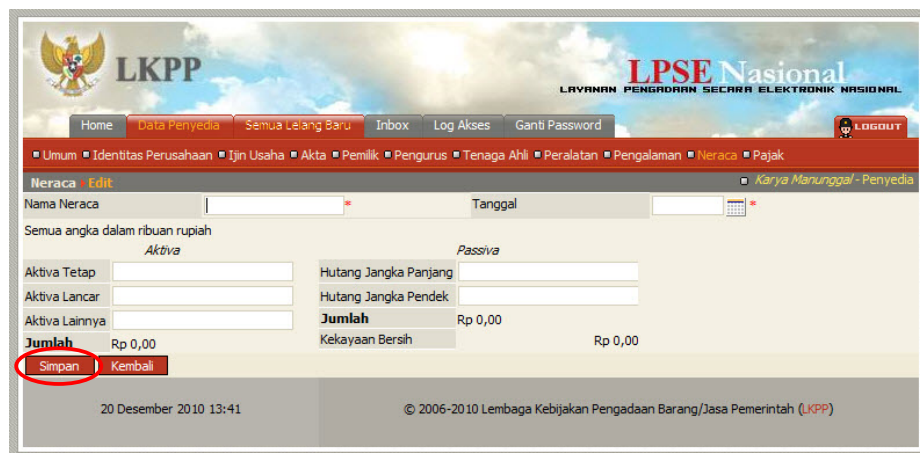 LKPP
LPSE Nasional
LAYANAN PENGADAAN SECARA ELEKTRONIK NASIONAL
Home Data Penyedia Semua Lelang Baru Inbox Log Akses Ganti Password LOGOUT
Umum Identitas Perusahaan Ijin Usaha Akta Pemilik Pengurus Tenaga Ahli Peralatan Pengalaman Neraca Pajak
Neraca Edit Karya Manunggal - Penyedia
Nama Neraca * Tanggal *
Semua angka dalam ribuan rupiah
Aktiva Passiva
Aktiva Tetap Hutang Jangka Panjang
Aktiva Lancar Hutang Jangka Pendek
Aktiva Lainnya Jumlah Rp 0,00
Jumlah Rp 0,00 Kekayaan Bersih Rp 0,00
Simpan Kembali
20 Desember 2010 13:41 © 2006-2010 Lembaga Kebijakan Pengadaan Barang/Jasa Pemerintah (LKPP)